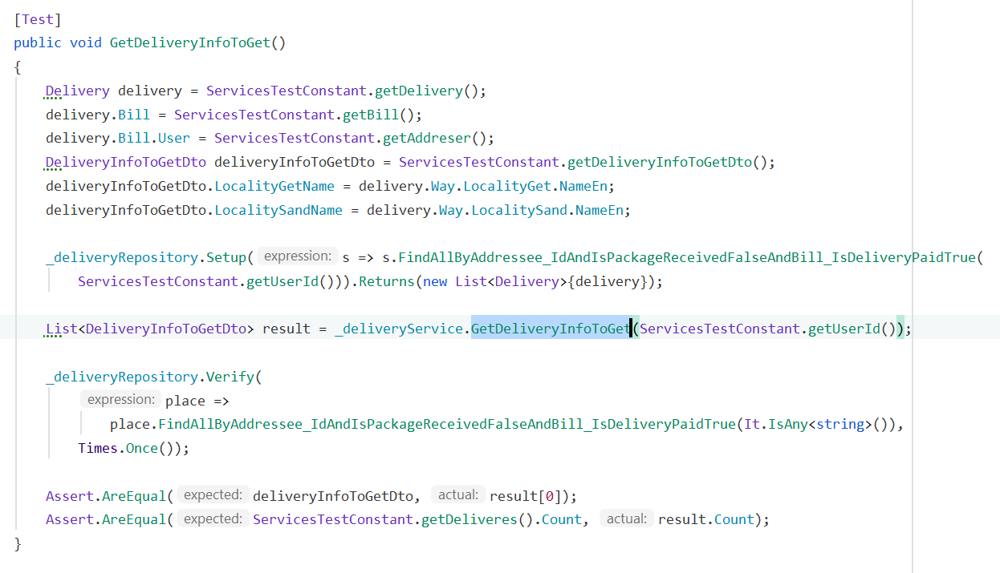 [Test]
public void GetDeliveryInfoToGet()
{
Delivery delivery = ServicesTestConstant.getDelivery();
delivery.Bill = ServicesTestConstant.getBill();
delivery.Bill.User = ServicesTestConstant.getAddreser();
DeliveryInfoToGetDto deliveryInfoToGetDto = ServicesTestConstant.getDeliveryInfoToGetDto();
deliveryInfoToGetDto.LocalityGetName = delivery.Way.LocalityGet.NameEn;
deliveryInfoToGetDto.LocalitySandName = delivery.Way.LocalitySand.NameEn;
_deliveryRepository.Setup( expression: s => s.FindAllByAddressee_IdAndIsPackageReceivedFalseAndBill_IsDeliveryPaidTrue(
ServicesTestConstant.getUserId())).Returns(new List<Delivery>{delivery});
List<DeliveryInfoToGetDto> result = _deliveryService.GetDeliveryInfoToGet(ServicesTestConstant.getUserId());
_deliveryRepository.Verify(
expression: place =>
place.FindAllByAddressee_IdAndIsPackageReceivedFalseAndBill_IsDeliveryPaidTrue(It.IsAny<string>()),
Times.Once());
Assert.AreEqual( expected: deliveryInfoToGetDto, actual: result[0]);
Assert.AreEqual( expected: ServicesTestConstant.getDeliveres().Count, actual: result.Count);
}